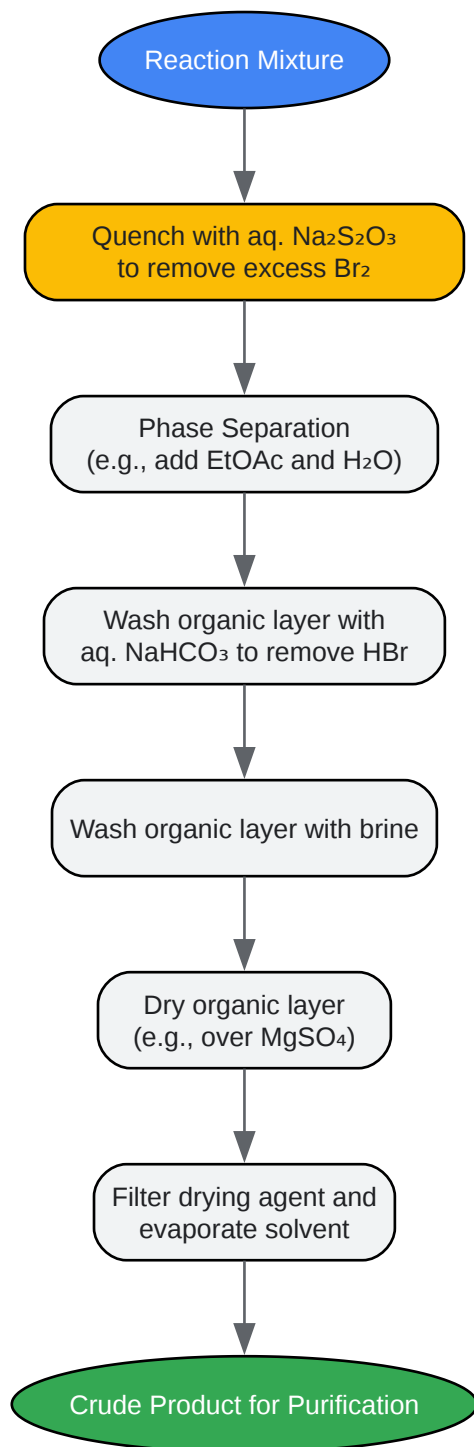 Reaction Mixture
Quench with aq. Na₂S₂O₃
to remove excess Br₂
Phase Separation
(e.g., add EtOAc and H₂O)
Wash organic layer with
aq. NaHCO₃ to remove HBr
Wash organic layer with brine
Dry organic layer
(e.g., over MgSO₄)
Filter drying agent and
evaporate solvent
Crude Product for Purification